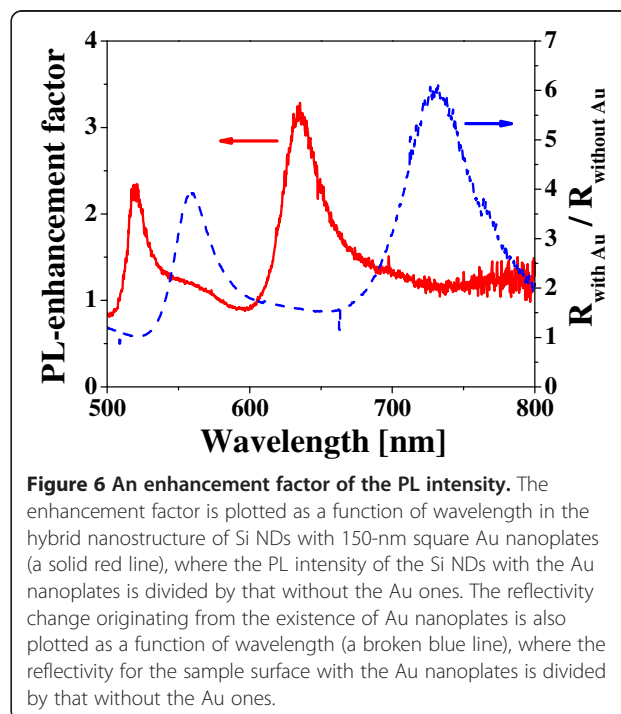 4
3
2
1
0
PL-enhancement factor
7
6
5
4
3
2
1
0
R with Au / R without Au
500 600 700 800
Wavelength [nm]
Figure 6 An enhancement factor of the PL intensity. The
enhancement factor is plotted as a function of wavelength in the
hybrid nanostructure of Si NDs with 150-nm square Au nanoplates
(a solid red line), where the PL intensity of the Si NDs with the Au
nanoplates is divided by that without the Au ones. The reflectivity
change originating from the existence of Au nanoplates is also
plotted as a function of wavelength (a broken blue line), where the
reflectivity for the sample surface with the Au nanoplates is divided
by that without the Au ones.